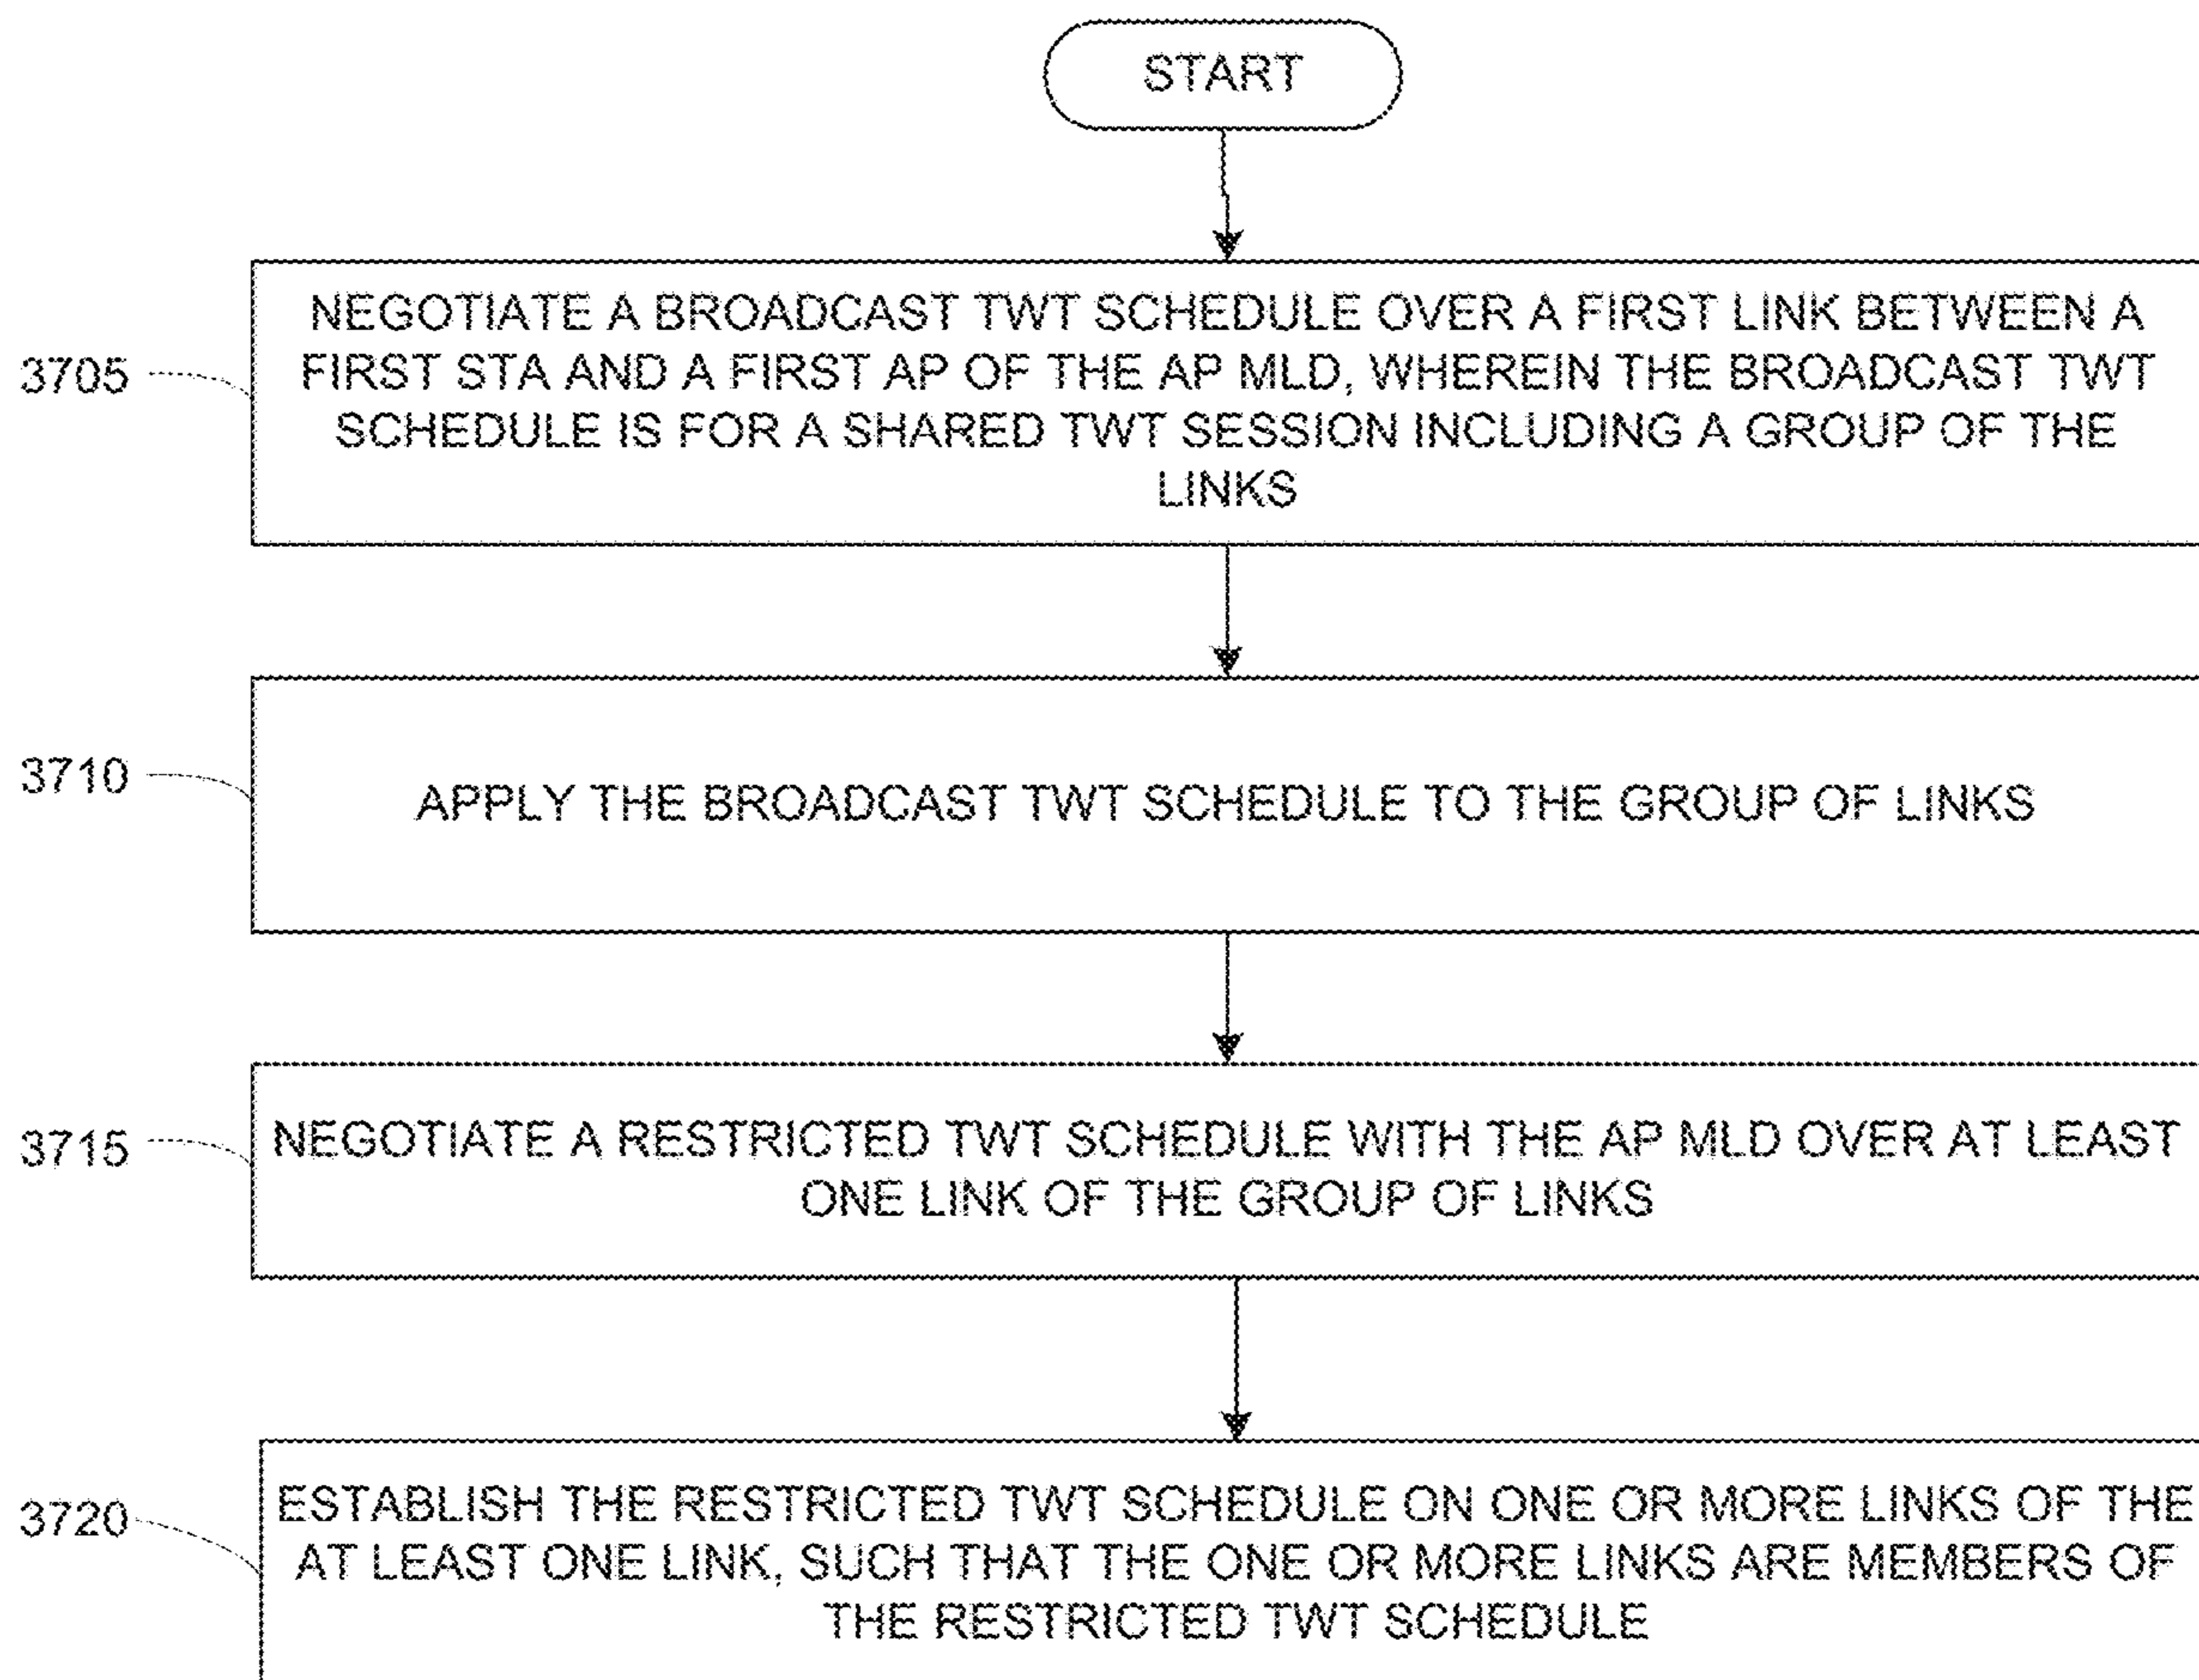 START
3705
NEGOTIATE A BROADCAST TWT SCHEDULE OVER A FIRST LINK BETWEEN A
FIRST STA AND A FIRST AP OF THE AP MLD, WHEREIN THE BROADCAST TWT
SCHEDULE IS FOR A SHARED TWT SESSION INCLUDING A GROUP OF THE
LINKS
3710
APPLY THE BROADCAST TWT SCHEDULE TO THE GROUP OF LINKS
3715
NEGOTIATE A RESTRICTED TWT SCHEDULE WITH THE AP MLD OVER AT LEAST
ONE LINK OF THE GROUP OF LINKS
3720
ESTABLISH THE RESTRICTED TWT SCHEDULE ON ONE OR MORE LINKS OF THE
AT LEAST ONE LINK, SUCH THAT THE ONE OR MORE LINKS ARE MEMBERS OF
THE RESTRICTED TWT SCHEDULE